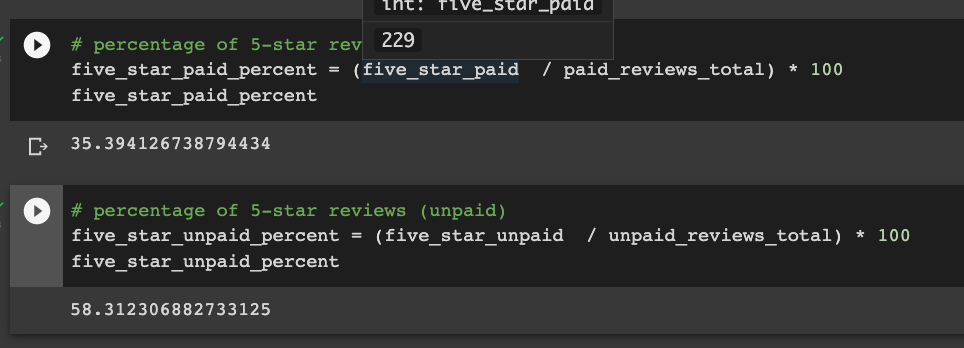 int: five_star_paid
229
# percentage of 5-star rev
five_star_paid_percent = (five_star_paid  / paid_reviews_total) * 100
five_star_paid_percent
35.394126738794434
# percentage of 5-star reviews (unpaid)
five_star_unpaid_percent = (five_star_unpaid  / unpaid_reviews_total) * 100
five_star_unpaid_percent
58.312306882733125